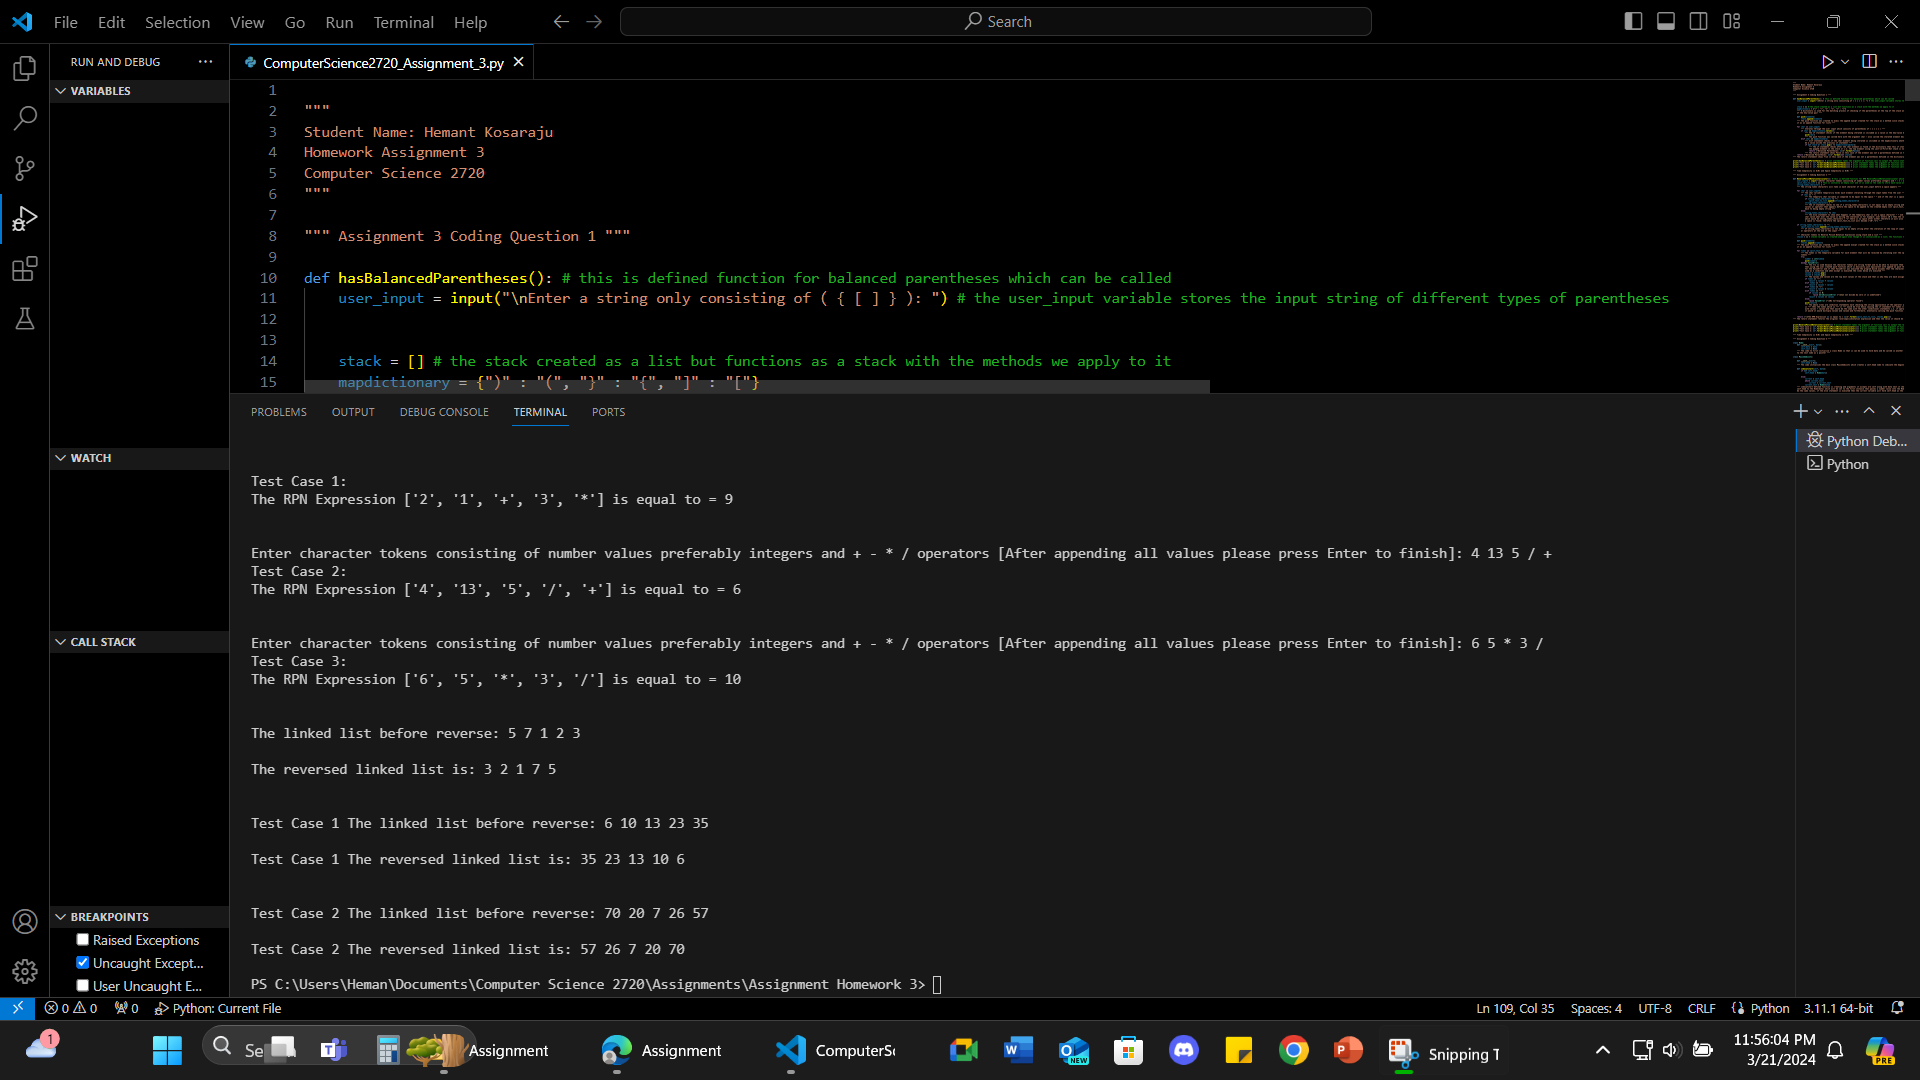 File Edit Selection View Go Run Terminal Help
Search
RUN AND DEBUG
ComputerScience2720_Assignment_3.py
VARIABLES
1
2 """
3 Student Name: Hemant Kosaraju
4 Homework Assignment 3
5 Computer Science 2720
6 """
7
8 """ Assignment 3 Coding Question 1 """
9
10 def hasBalancedParentheses(): # this is defined function for balanced parentheses which can be called
11 user_input = input("\nEnter a string only consisting of ( { [ ] } ): ") # the user_input variable stores the input string of different types of parentheses
12
13
14 stack = [] # the stack created as a list but functions as a stack with the methods we apply to it
15 mapdictionary = {")" : "(", "}" : "{", "]" : "["}
PROBLEMS OUTPUT DEBUG CONSOLE TERMINAL PORTS
Python Deb...
Python
WATCH
CALL STACK
BREAKPOINTS
Raised Exceptions
Uncaught Except...
User Uncaught E...
Test Case 1:
The RPN Expression ['2', '1', '+', '3', '*'] is equal to = 9
Enter character tokens consisting of number values preferably integers and + - * / operators [After appending all values please press Enter to finish]: 4 13 5 / +
Test Case 2:
The RPN Expression ['4', '13', '5', '/', '+'] is equal to = 6
Enter character tokens consisting of number values preferably integers and + - * / operators [After appending all values please press Enter to finish]: 6 5 * 3 /
Test Case 3:
The RPN Expression ['6', '5', '*', '3', '/'] is equal to = 10
The linked list before reverse: 5 7 1 2 3
The reversed linked list is: 3 2 1 7 5
Test Case 1 The linked list before reverse: 6 10 13 23 35
Test Case 1 The reversed linked list is: 35 23 13 10 6
Test Case 2 The linked list before reverse: 70 20 7 26 57
Test Case 2 The reversed linked list is: 57 26 7 20 70
PS C:\Users\Heman\Documents\Computer Science 2720\Assignments\Assignment Homework 3>
0 0 0 Python: Current File
Ln 109, Col 35 Spaces: 4 UTF-8 CRLF Python 3.11.1 64-bit
1
Se
Assignment
Assignment
ComputerSc
NEW
Snipping T
11:56:04 PM
3/21/2024
PRE